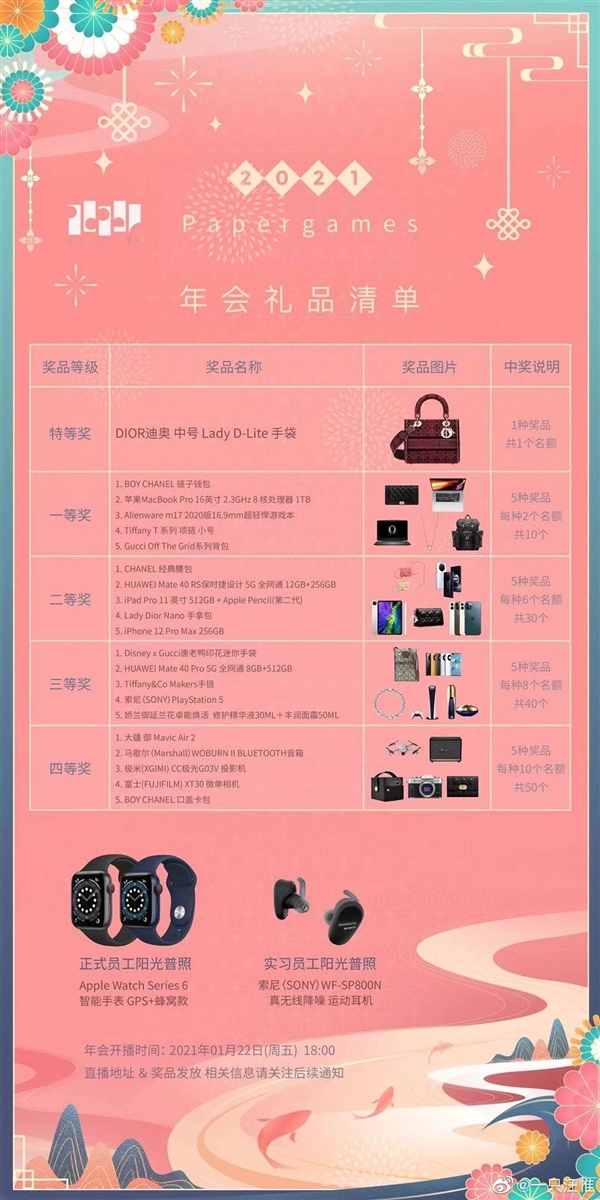 2021
Papergames
年会礼品清单
奖品等级 奖品名称 奖品图片 中奖说明
特等奖 DIOR迪奥 中号 Lady D-Lite 手袋
1种奖品
共1个名额
一等奖
1. BOY CHANEL 链子钱包
2. 苹果MacBook Pro 16英寸 2.3GHz 8 核处理器 1TB
3. Alienware m17 2020版16.9mm超轻悍游戏本
4. Tiffany T 系列 项链 小号
5. Gucci Off The Grid系列背包
5种奖品
每种2个名额
共10个
二等奖
1. CHANEL 经典腰包
2. HUAWEI Mate 40 RS保时捷设计 5G 全网通 12GB+256GB
3. iPad Pro 11 英寸 512GB + Apple Pencil(第二代)
4. Lady Dior Nano 手拿包
5. iPhone 12 Pro Max 256GB
5种奖品
每种6个名额
共30个
三等奖
1. Disney x Gucci唐老鸭印花迷你手袋
2. HUAWEI Mate 40 Pro 5G 全网通 8GB+512GB
3. Tiffany&Co Makers手链
4. 索尼 (SONY) PlayStation 5
5. 娇兰御廷兰花卓能焕活 修护精华液30ML+丰润面霜50ML
5种奖品
每种8个名额
共40个
四等奖
1. 大疆 御 Mavic Air 2
2. 马歇尔 (Marshall) WOBURN II BLUETOOTH音箱
3. 极米(XGIMI) CC极光G03V 投影机
4. 富士(FUJIFILM) XT30 微单相机
5. BOY CHANEL 口盖卡包
5种奖品
每种10个名额
共50个
正式员工阳光普照
Apple Watch Series 6
智能手表 GPS+蜂窝款
实习员工阳光普照
索尼 (SONY) WF-SP800N
真无线降噪 运动耳机
年会开播时间: 2021年01月22日(周五) 18:00
直播地址 & 奖品发放 相关信息请关注后续通知